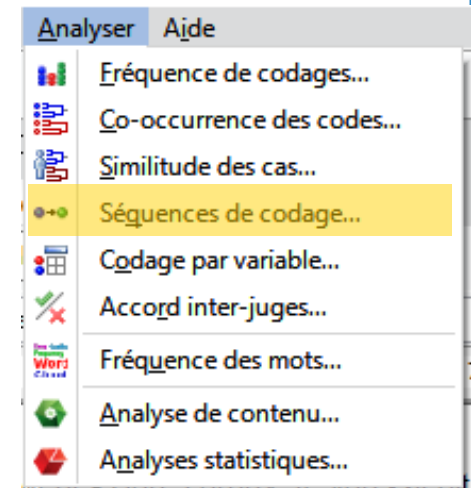 Analyser Aide
Fréquence de codages...
Co-occurrence des codes...
Similitude des cas...
Séquences de codage...
Codage par variable...
Accord inter-juges...
Word
Fréquence des mots...
Analyse de contenu...
Analyses statistiques...